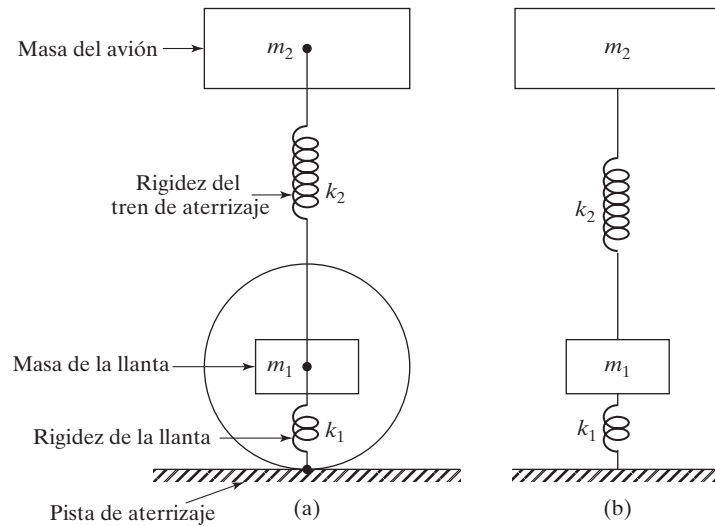 Masa del avión
m₂
m₂
Rigidez del
tren de aterrizaje
k₂
k₂
Masa de la llanta
m₁
m₁
Rigidez de la llanta
k₁
k₁
Pista de aterrizaje
(a)
(b)